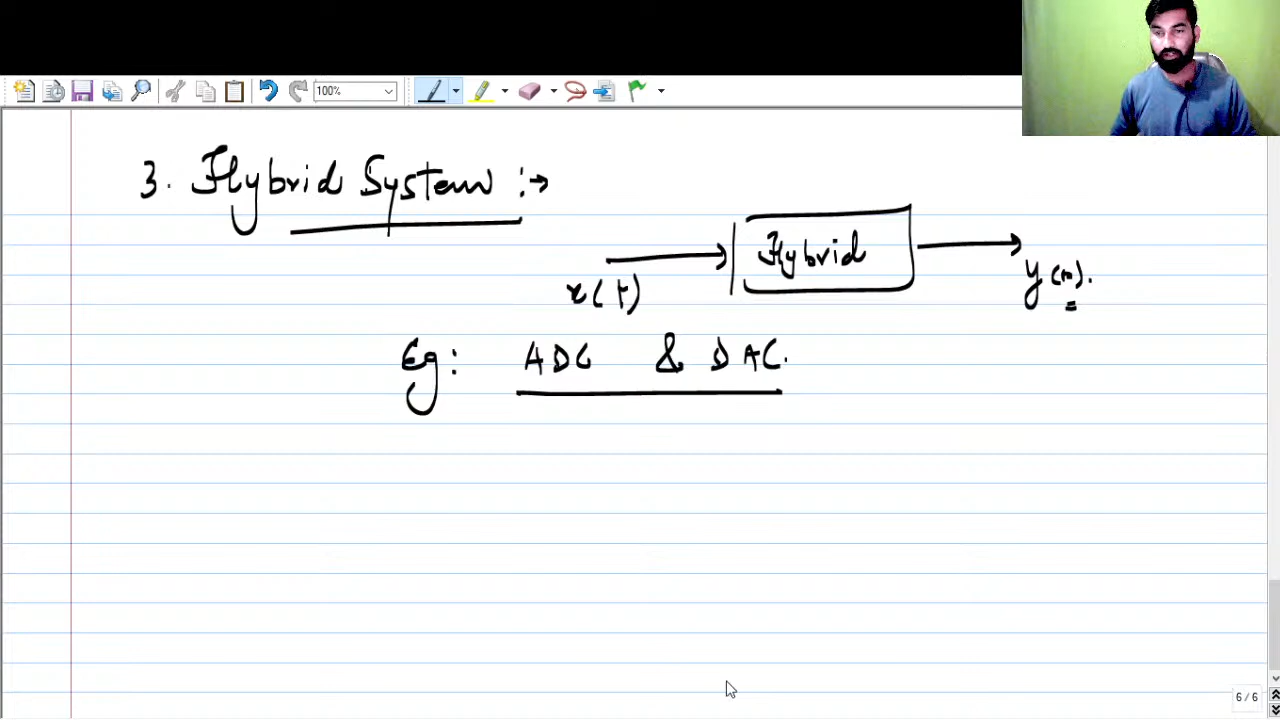 100%
3. Hybrid System :→
Hybrid
x(t)
y(n).
Eg: ADC & DAC.
6 / 6